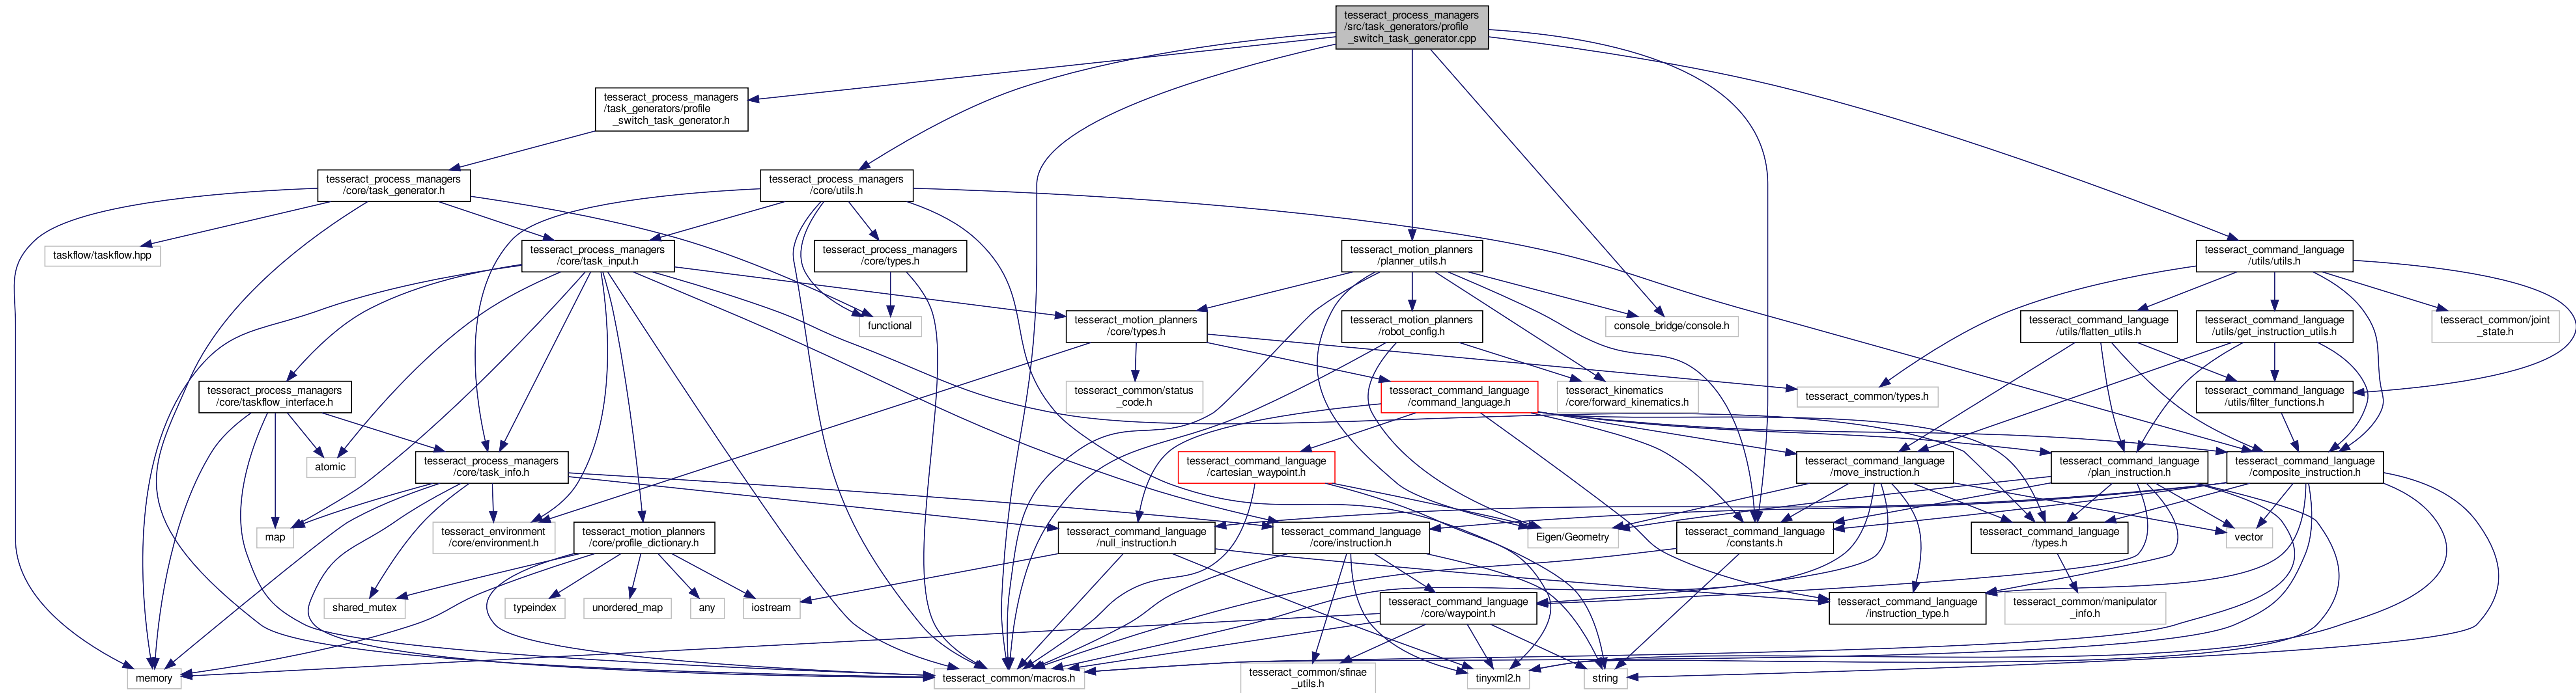 tesseract_process_managers
/src/task_generators/profile
_switch_task_generator.cpp
tesseract_process_managers
/task_generators/profile
_switch_task_generator.h
tesseract_process_managers
/core/task_generator.h
tesseract_process_managers
/core/utils.h
taskflow/taskflow.hpp
tesseract_process_managers
/core/task_input.h
tesseract_process_managers
/core/types.h
tesseract_motion_planners
/planner_utils.h
tesseract_command_language
/utils/utils.h
functional
tesseract_motion_planners
/core/types.h
tesseract_motion_planners
/robot_config.h
console_bridge/console.h
tesseract_command_language
/utils/flatten_utils.h
tesseract_command_language
/utils/get_instruction_utils.h
tesseract_common/joint
_state.h
tesseract_process_managers
/core/taskflow_interface.h
tesseract_common/status
_code.h
tesseract_command_language
/command_language.h
tesseract_kinematics
/core/forward_kinematics.h
tesseract_common/types.h
tesseract_command_language
/utils/filter_functions.h
atomic
tesseract_process_managers
/core/task_info.h
tesseract_command_language
/cartesian_waypoint.h
tesseract_command_language
/move_instruction.h
tesseract_command_language
/plan_instruction.h
tesseract_command_language
/composite_instruction.h
map
tesseract_environment
/core/environment.h
tesseract_motion_planners
/core/profile_dictionary.h
tesseract_command_language
/null_instruction.h
tesseract_command_language
/core/instruction.h
Eigen/Geometry
tesseract_command_language
/constants.h
tesseract_command_language
/types.h
vector
shared_mutex
typeindex
unordered_map
any
iostream
tesseract_command_language
/core/waypoint.h
tesseract_command_language
/instruction_type.h
tesseract_common/manipulator
_info.h
memory
tesseract_common/macros.h
tesseract_common/sfinae
_utils.h
tinyxml2.h
string